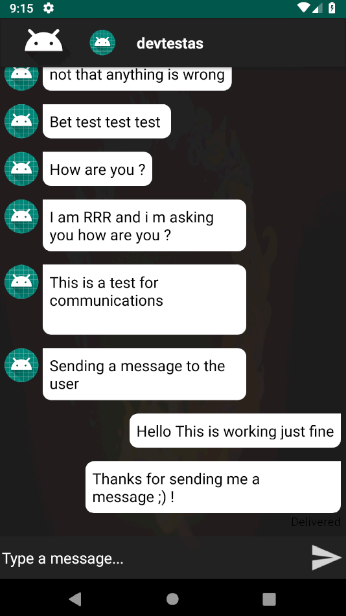 9:15
devtestas
not that anything is wrong
Bet test test test
How are you ?
I am RRR and i m asking
you how are you ?
This is a test for
communications
Sending a message to the
user
Hello This is working just fine
Thanks for sending me a
message ;) !
Delivered
Type a message...